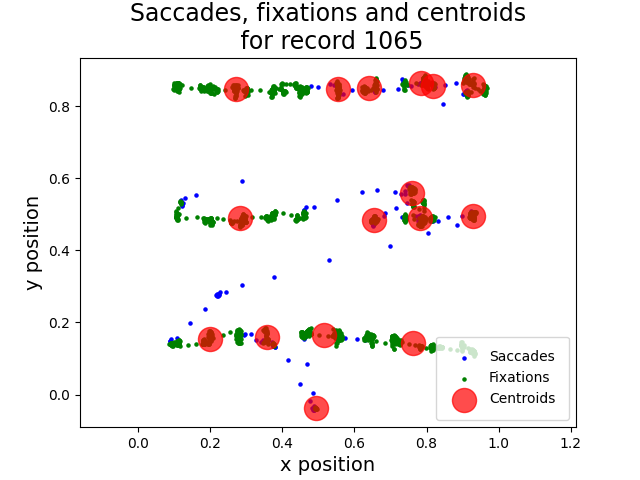 Saccades, fixations and centroids
for record 1065
y position
0.8
0.6
0.4
0.2
0.0
0.0 0.2 0.4 0.6 0.8 1.0 1.2
x position
Saccades
Fixations
Centroids